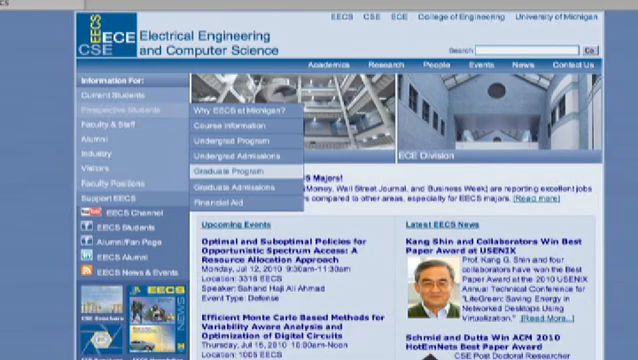 EECS CSE ECE College of Engineering University of Michigan
EECS
CSE
ECE
Electrical Engineering
and Computer Science
Search: Go
Academics Research People Events News Contact Us
Information For:
Current Students
Prospective Students
Faculty & Staff
Alumni
Industry
Visitors
Faculty Positions
Support EECS
EECS Channel
EECS Students
Alumni/Fan Page
EECS Alumni
EECS News & Events
Why EECS at Michigan?
Course Information
Undergrad Program
Undergrad Admissions
Graduate Program
Graduate Admissions
Financial Aid
ECE Division
S Majors!
Money, Wall Street Journal, and Business Week] are reporting excellent jobs
rs compared to other areas, especially for EECS majors. [Read more]
Upcoming Events
Optimal and Suboptimal Policies for
Opportunistic Spectrum Access: A
Resource Allocation Approach
Monday, Jul 12, 2010 9:30am-11:30am
Location: 3316 EECS
Speaker: Sahand Haji Ali Ahmad
Event Type: Defense
Efficient Monte Carlo Based Methods for
Variability Aware Analysis and
Optimization of Digital Circuits
Thursday, Jul 15, 2010 10:00am-Noon
Location: 1005 EECS
Latest EECS News
Kang Shin and Collaborators Win Best
Paper Award at USENIX
Prof. Kang G. Shin and four
collaborators have won the Best
Paper Award at the 2010 USENIX
Annual Technical Conference for
"LiteGreen: Saving Energy in
Networked Desktops Using
Virtualization." [Read More...]
Schmid and Dutta Win ACM 2010
HotEmNets Best Paper Award
CSE Post Doctoral Researcher